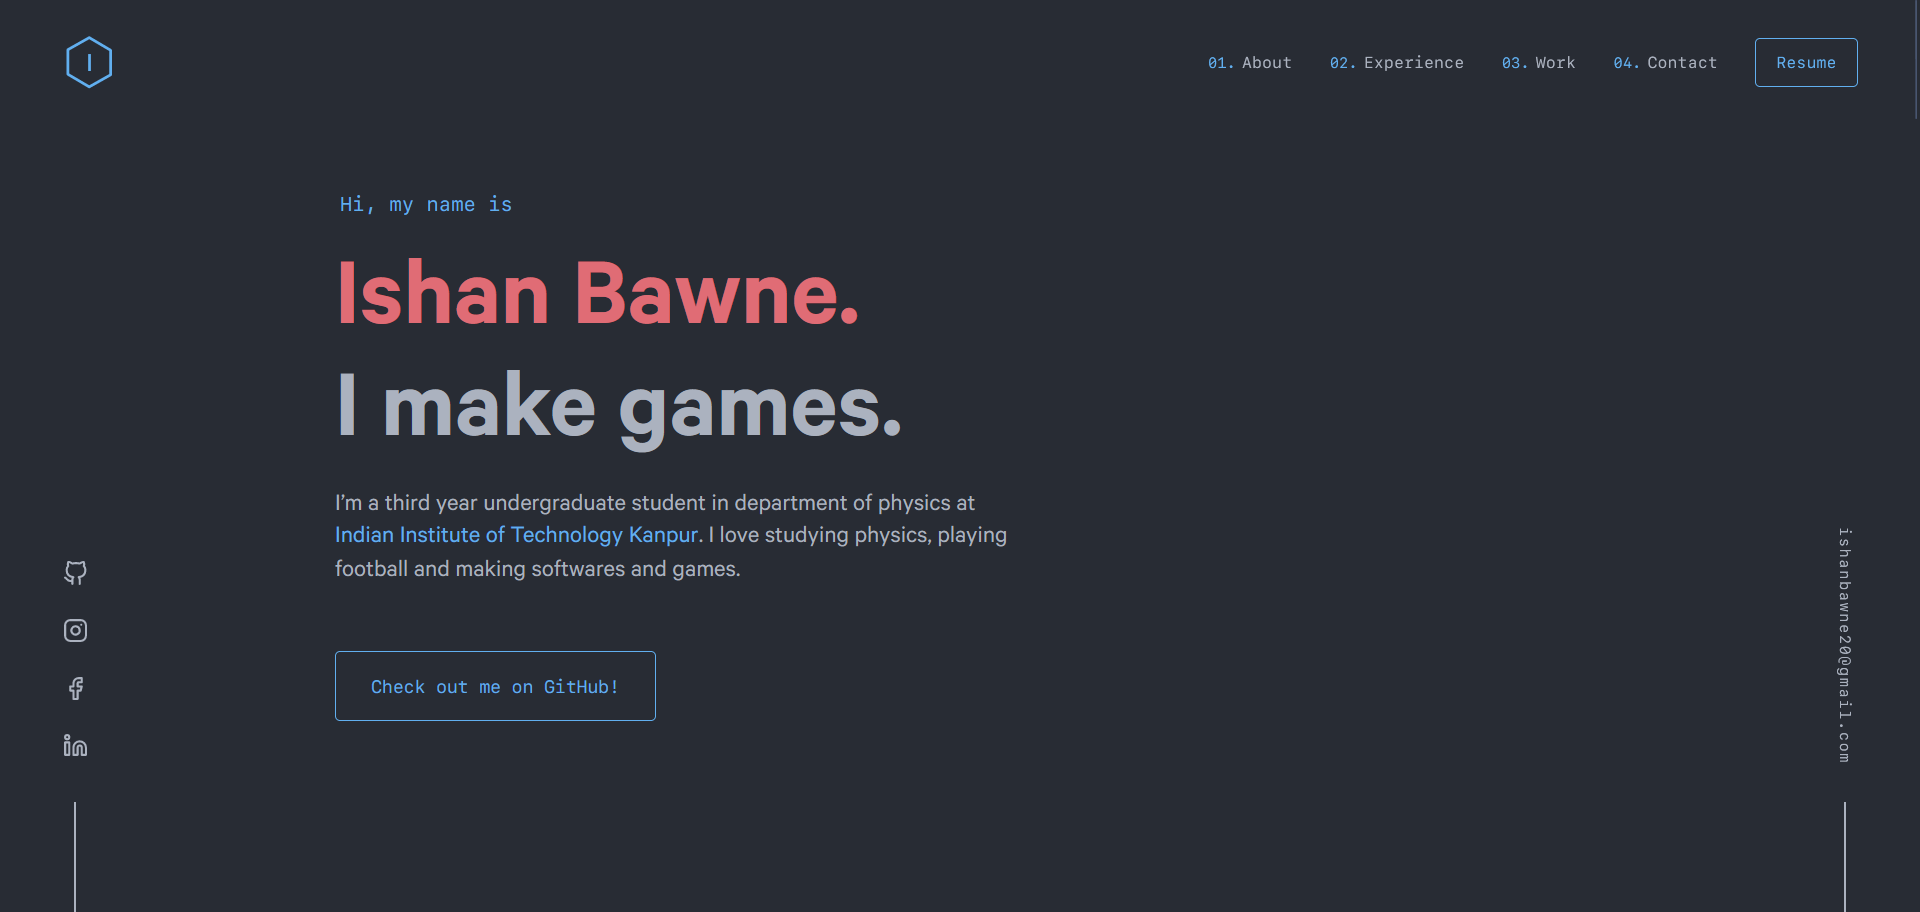 I
01. About
02. Experience
03. Work
04. Contact
Resume
Hi, my name is
Ishan Bawne.
I make games.
I’m a third year undergraduate student in department of physics at
Indian Institute of Technology Kanpur. I love studying physics, playing
football and making softwares and games.
Check out me on GitHub!
ishanbawne20@gmail.com